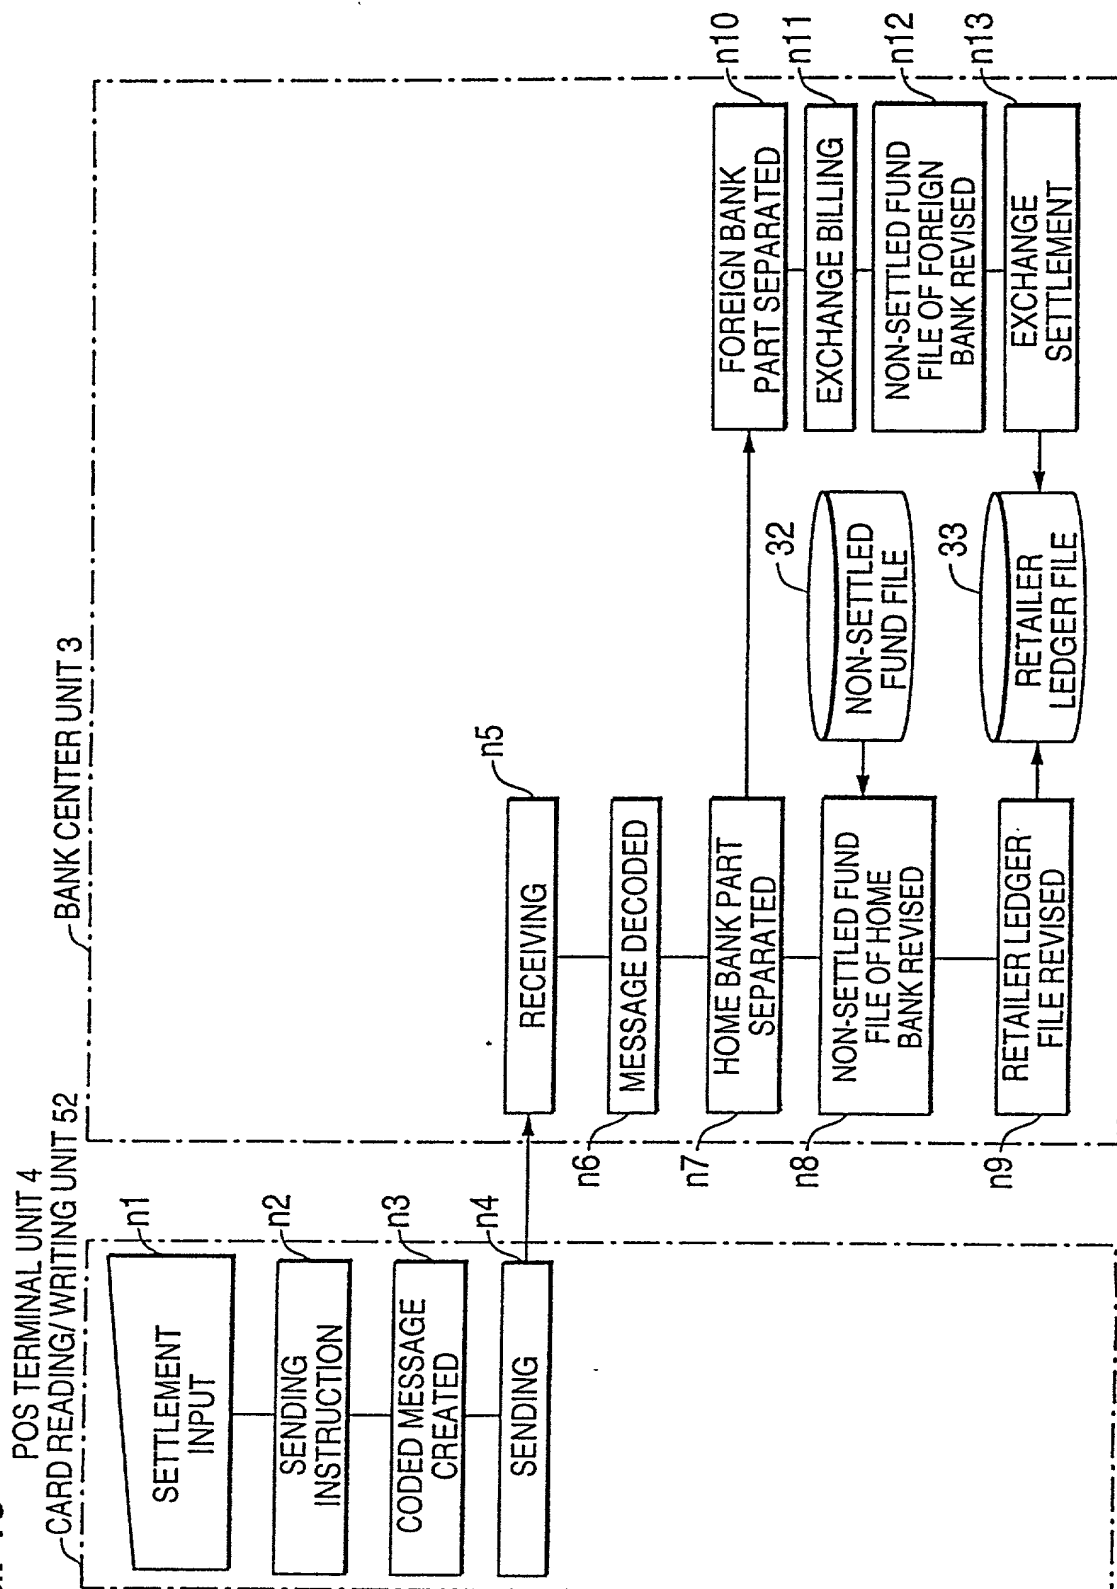 POS TERMINAL UNIT 4
CARD READING/WRITING UNIT 52
n1
SETTLEMENT
INPUT
n2
SENDING
INSTRUCTION
n3
CODED MESSAGE
CREATED
n4
SENDING
BANK CENTER UNIT 3
n5
RECEIVING
n6
MESSAGE DECODED
n7
HOME BANK PART
SEPARATED
n8
NON-SETTLED FUND
FILE OF HOME
BANK REVISED
n9
RETAILER LEDGER
FILE REVISED
32
NON-SETTLED
FUND FILE
33
RETAILER
LEDGER FILE
n10
FOREIGN BANK
PART SEPARATED
n11
EXCHANGE BILLING
n12
NON-SETTLED FUND
FILE OF FOREIGN
BANK REVISED
n13
EXCHANGE
SETTLEMENT